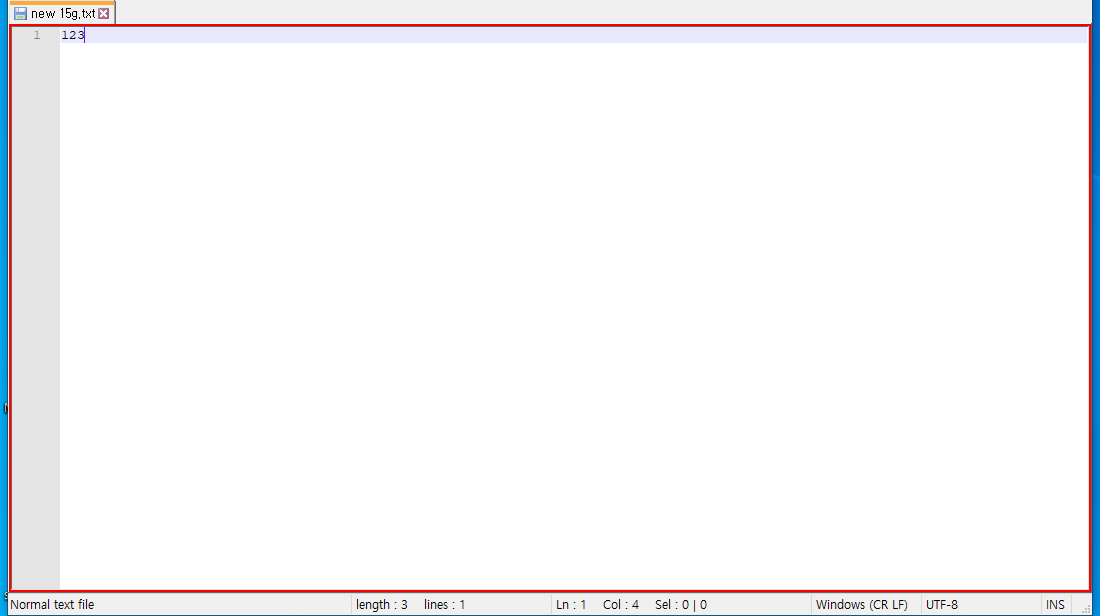 new 15g.txt
1 123
Normal text file length : 3 lines : 1 Ln : 1 Col : 4 Sel : 0 | 0 Windows (CR LF) UTF-8 INS